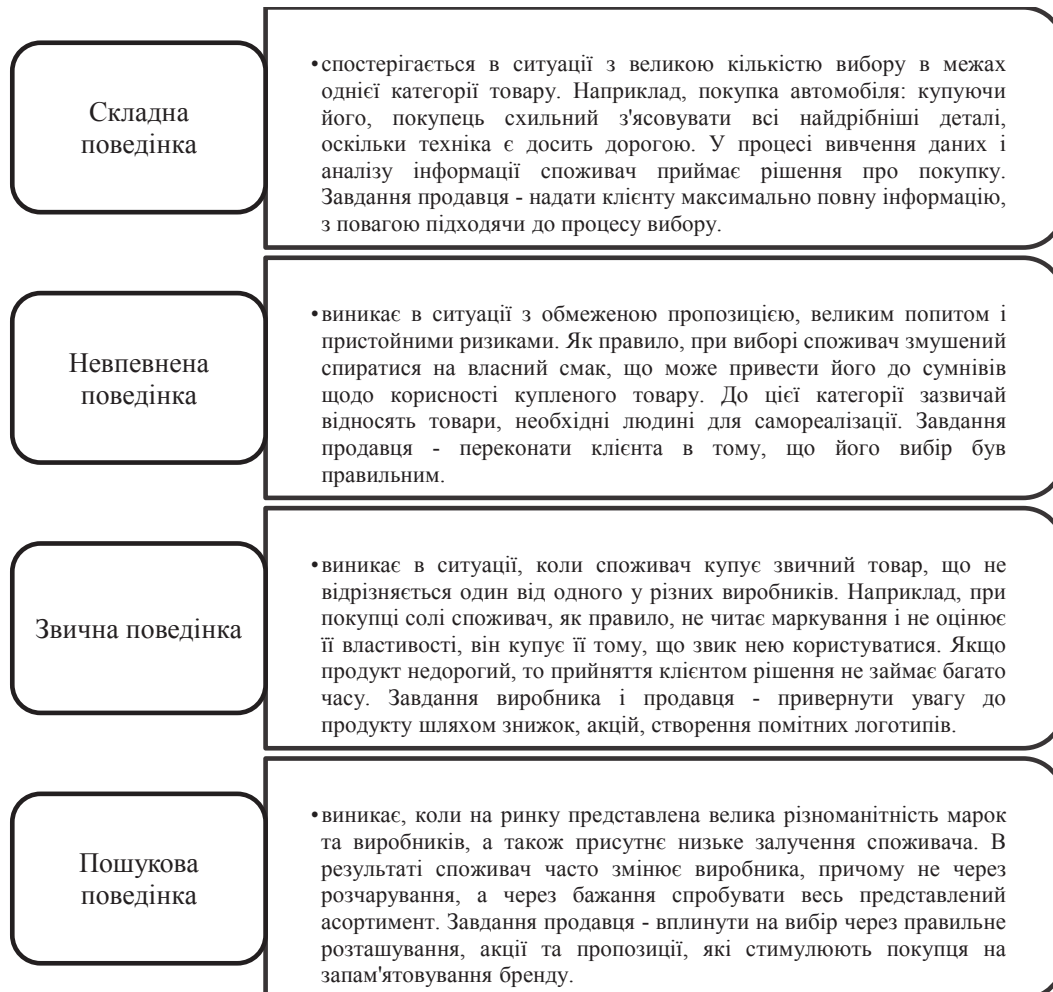 Складна
поведінка
•спостерігається в ситуації з великою кількістю вибору в межах
однієї категорії товару. Наприклад, покупка автомобіля: купуючи
його, покупець схильний з'ясовувати всі найдрібніші деталі,
оскільки техніка є досить дорогою. У процесі вивчення даних і
аналізу інформації споживач приймає рішення про покупку.
Завдання продавця - надати клієнту максимально повну інформацію,
з повагою підходячи до процесу вибору.
Невпевнена
поведінка
•виникає в ситуації з обмеженою пропозицією, великим попитом і
пристойними ризиками. Як правило, при виборі споживач змушений
спиратися на власний смак, що може привести його до сумнівів
щодо корисності купленого товару. До цієї категорії зазвичай
відносять товари, необхідні людині для самореалізації. Завдання
продавця - переконати клієнта в тому, що його вибір був
правильним.
Звична поведінка
•виникає в ситуації, коли споживач купує звичний товар, що не
відрізняється один від одного у різних виробників. Наприклад, при
покупці солі споживач, як правило, не читає маркування і не оцінює
її властивості, він купує її тому, що звик нею користуватися. Якщо
продукт недорогий, то прийняття клієнтом рішення не займає багато
часу. Завдання виробника і продавця - привернути увагу до
продукту шляхом знижок, акцій, створення помітних логотипів.
Пошукова
поведінка
•виникає, коли на ринку представлена велика різноманітність марок
та виробників, а також присутнє низьке залучення споживача. В
результаті споживач часто змінює виробника, причому не через
розчарування, а через бажання спробувати весь представлений
асортимент. Завдання продавця - вплинути на вибір через правильне
розташування, акції та пропозиції, які стимулюють покупця на
запам'ятовування бренду.